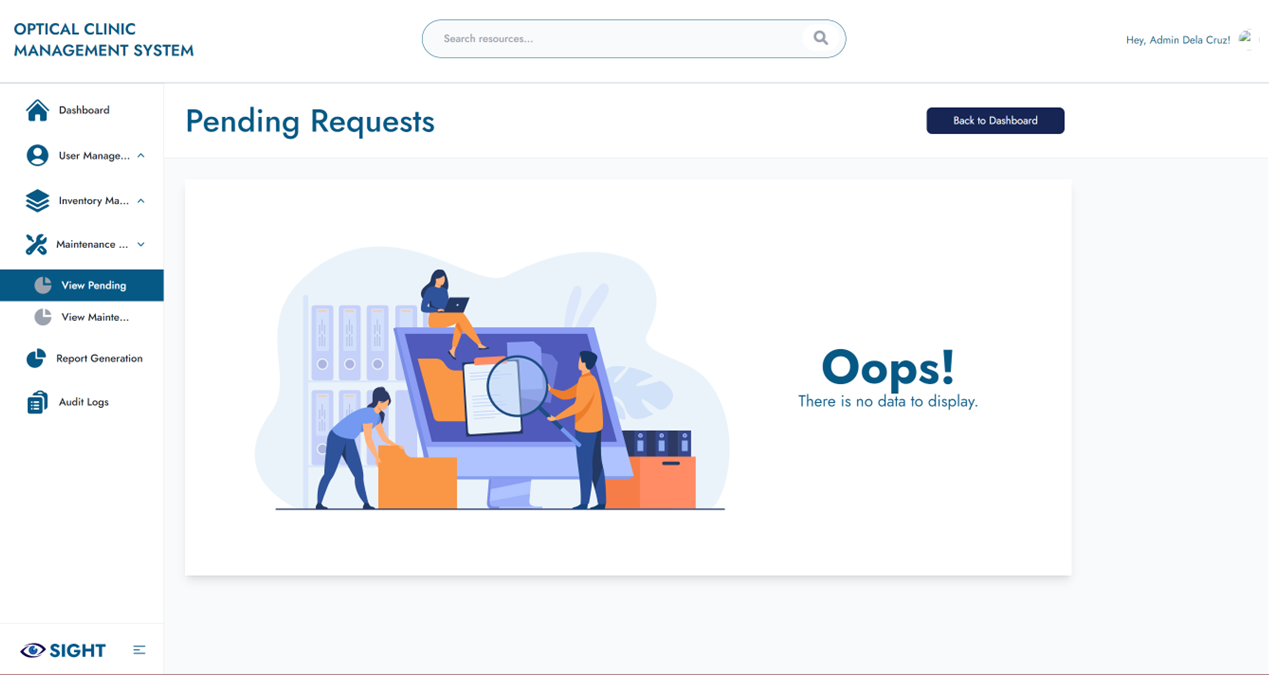 OPTICAL CLINIC
MANAGEMENT SYSTEM
Search resources...
Hey, Admin Dela Cruz!
Dashboard
User Manage...
Inventory Ma...
Maintenance ...
View Pending
View Mainte...
Report Generation
Audit Logs
SIGHT
Pending Requests
Back to Dashboard
Oops!
There is no data to display.